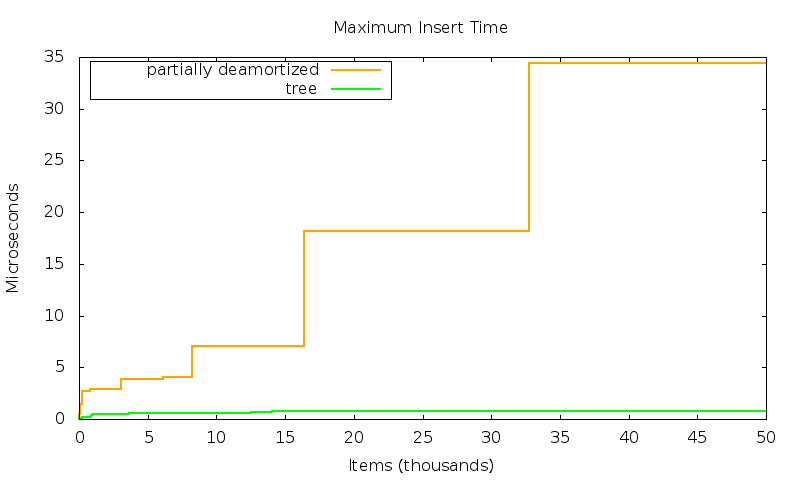 Maximum Insert Time
partially deamortized
tree
Microseconds
35
30
25
20
15
10
5
0
0 5 10 15 20 25 30 35 40 45 50
Items (thousands)